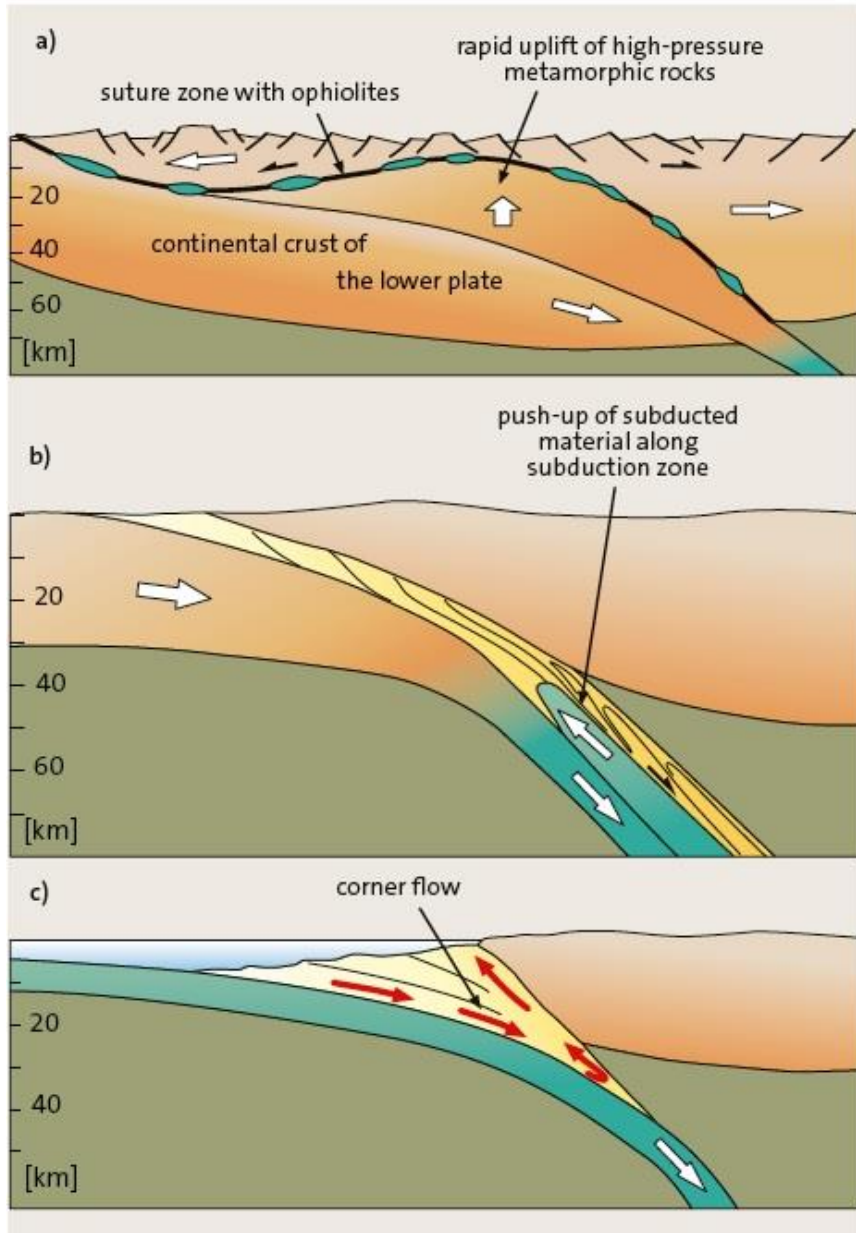 a)
rapid uplift of high-pressure
metamorphic rocks
suture zone with ophiolites
20
continental crust of
40
the lower plate
60
[km]
push-up of subducted
material along
subduction zone
b)
20
40
60
[km]
c)
corner flow
20
40
[km]